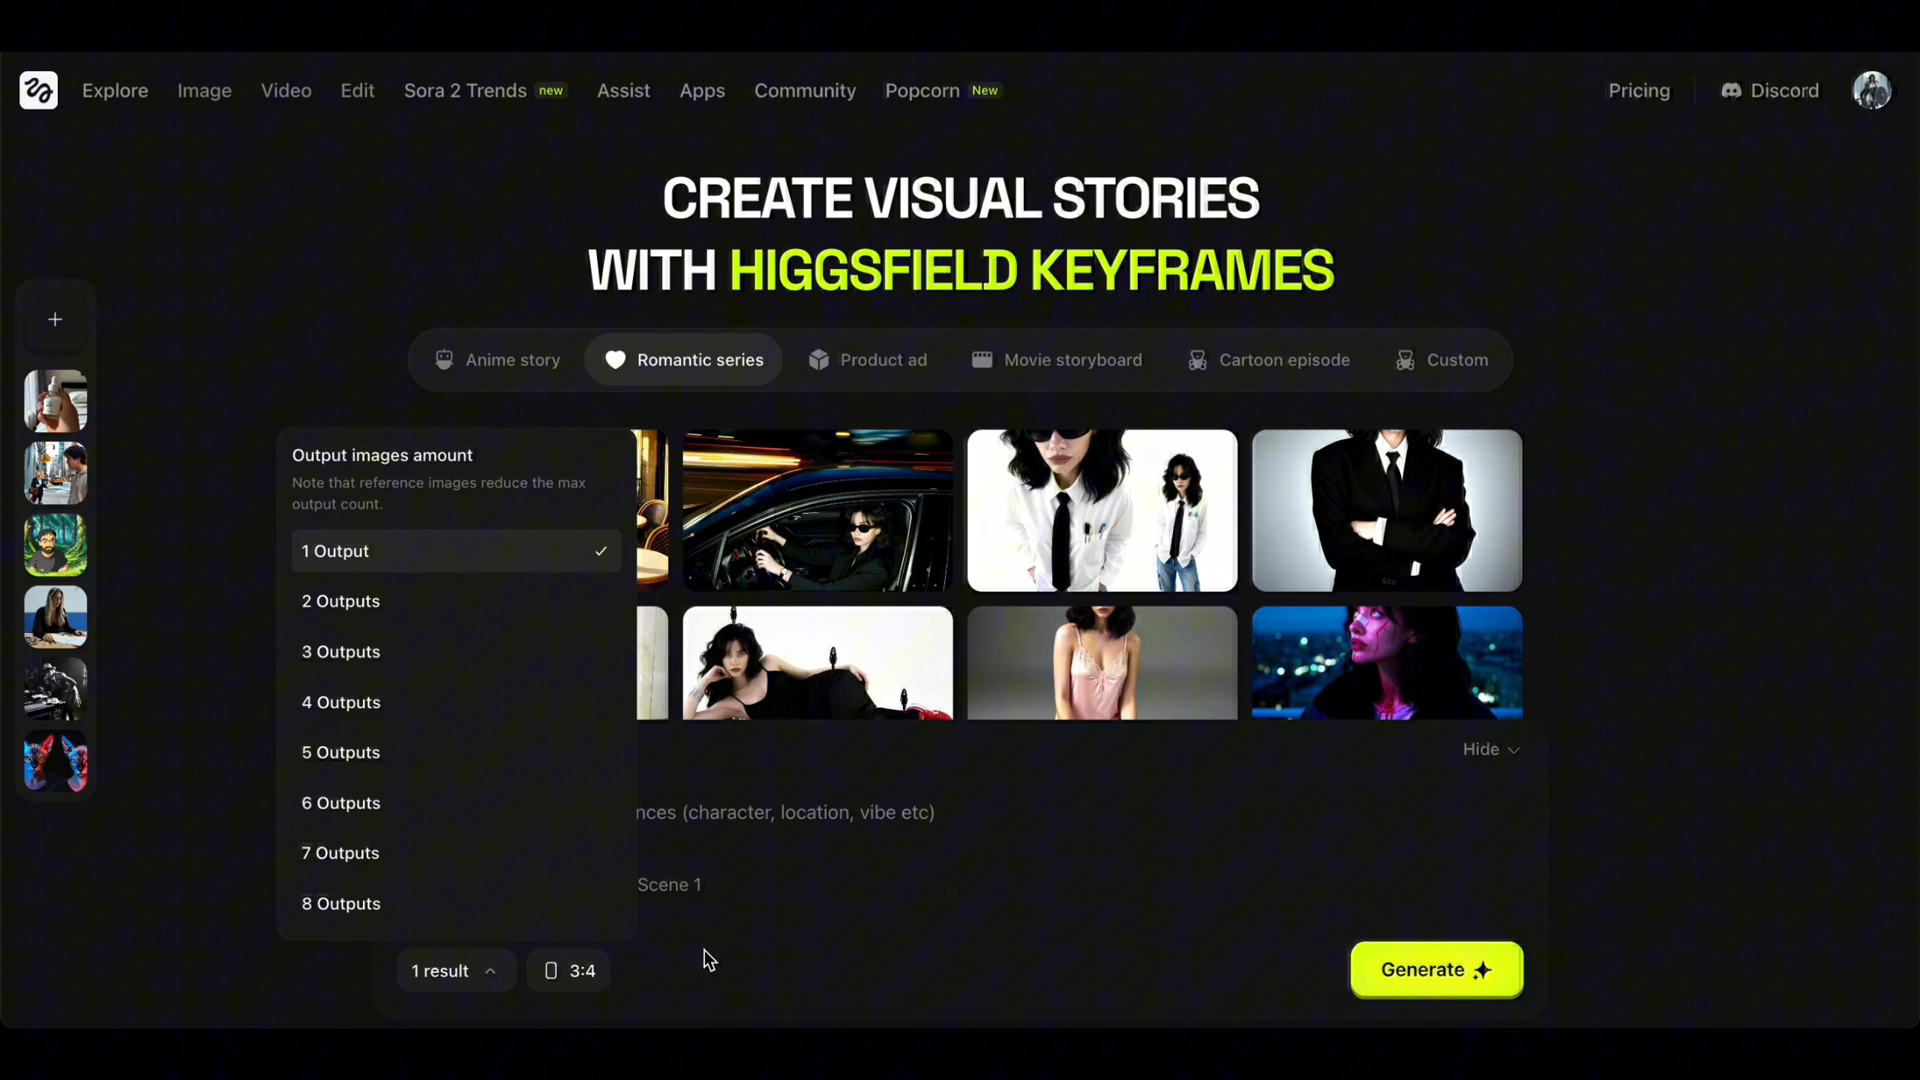 Explore Image Video Edit Sora 2 Trends new Assist Apps Community Popcorn New Pricing Discord
CREATE VISUAL STORIES
WITH HIGGSFIELD KEYFRAMES
Anime story Romantic series Product ad Movie storyboard Cartoon episode Custom
Output images amount
Note that reference images reduce the max
output count.
1 Output
2 Outputs
3 Outputs
4 Outputs
5 Outputs
6 Outputs
7 Outputs
8 Outputs
Hide
nces (character, location, vibe etc)
Scene 1
1 result 3:4 Generate